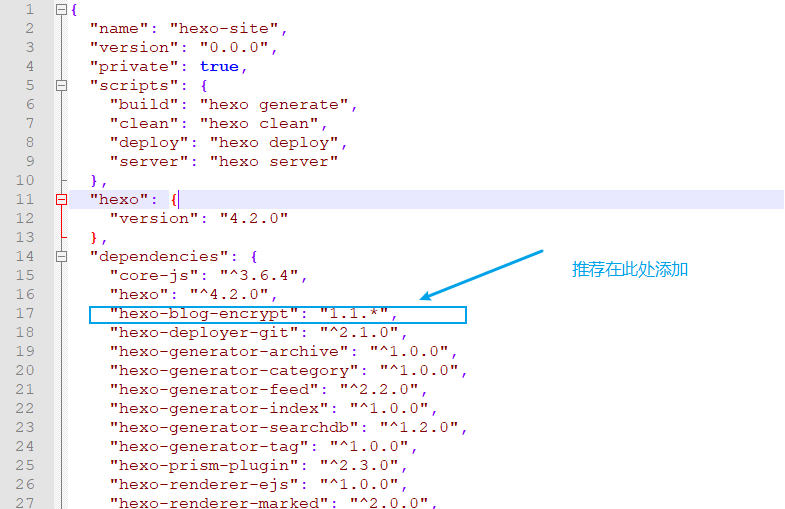 1 {
2 "name": "hexo-site",
3 "version": "0.0.0",
4 "private": true,
5 "scripts": {
6 "build": "hexo generate",
7 "clean": "hexo clean",
8 "deploy": "hexo deploy",
9 "server": "hexo server"
10 },
11 "hexo": {
12 "version": "4.2.0"
13 },
14 "dependencies": {
15 "core-js": "^3.6.4",
推荐在此处添加
16 "hexo": "^4.2.0",
17 "hexo-blog-encrypt": "1.1.*",
18 "hexo-deployer-git": "^2.1.0",
19 "hexo-generator-archive": "^1.0.0",
20 "hexo-generator-category": "^1.0.0",
21 "hexo-generator-feed": "^2.2.0",
22 "hexo-generator-index": "^1.0.0",
23 "hexo-generator-searchdb": "^1.2.0",
24 "hexo-generator-tag": "^1.0.0",
25 "hexo-prism-plugin": "^2.3.0",
26 "hexo-renderer-ejs": "^1.0.0",
27 "hexo-renderer-marked": "^2.0.0",